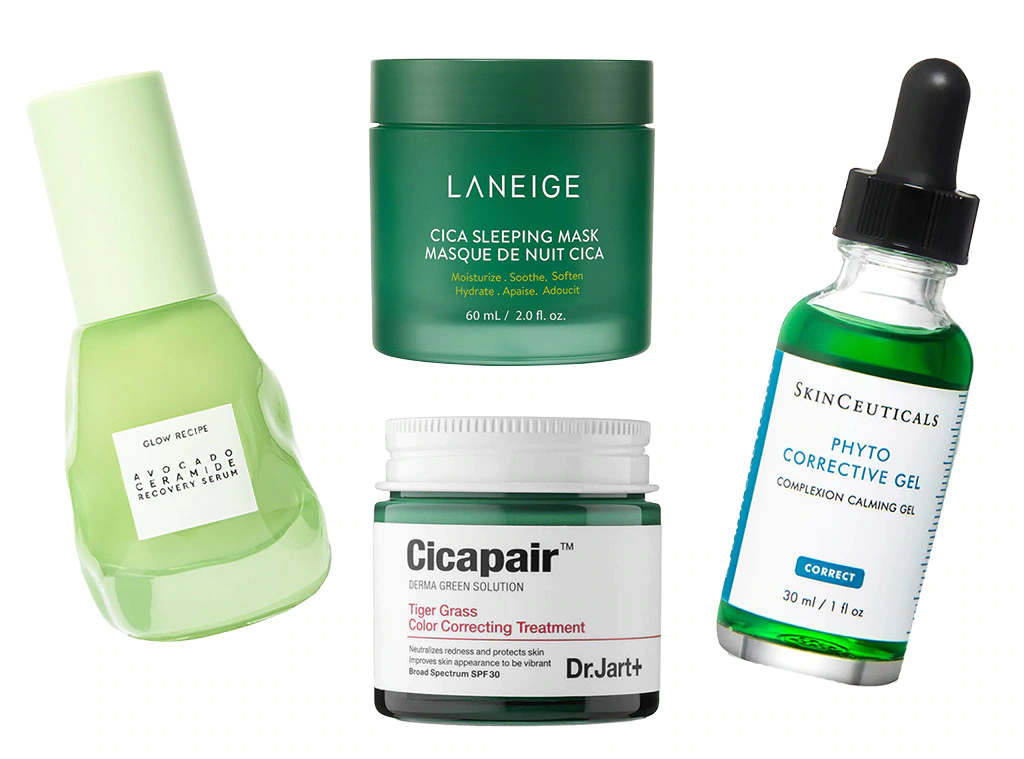 GLOW RECIPE
AVOCADO
CERAMIDE
RECOVERY SERUM
LANEIGE
CICA SLEEPING MASK
MASQUE DE NUIT CICA
Moisturize . Soothe. Soften
Hydrate . Apaise. Adoucit
60 mL / 2.0 fl. oz.
Cicapair™
DERMA GREEN SOLUTION
Tiger Grass
Color Correcting Treatment
Neutralizes redness and protects skin
Improves skin appearance to be vibrant
Broad Spectrum SPF 30
Dr.Jart+
SKINCEUTICALS
PHYTO
CORRECTIVE GEL
COMPLEXION CALMING GEL
CORRECT
30 ml / 1 fl oz